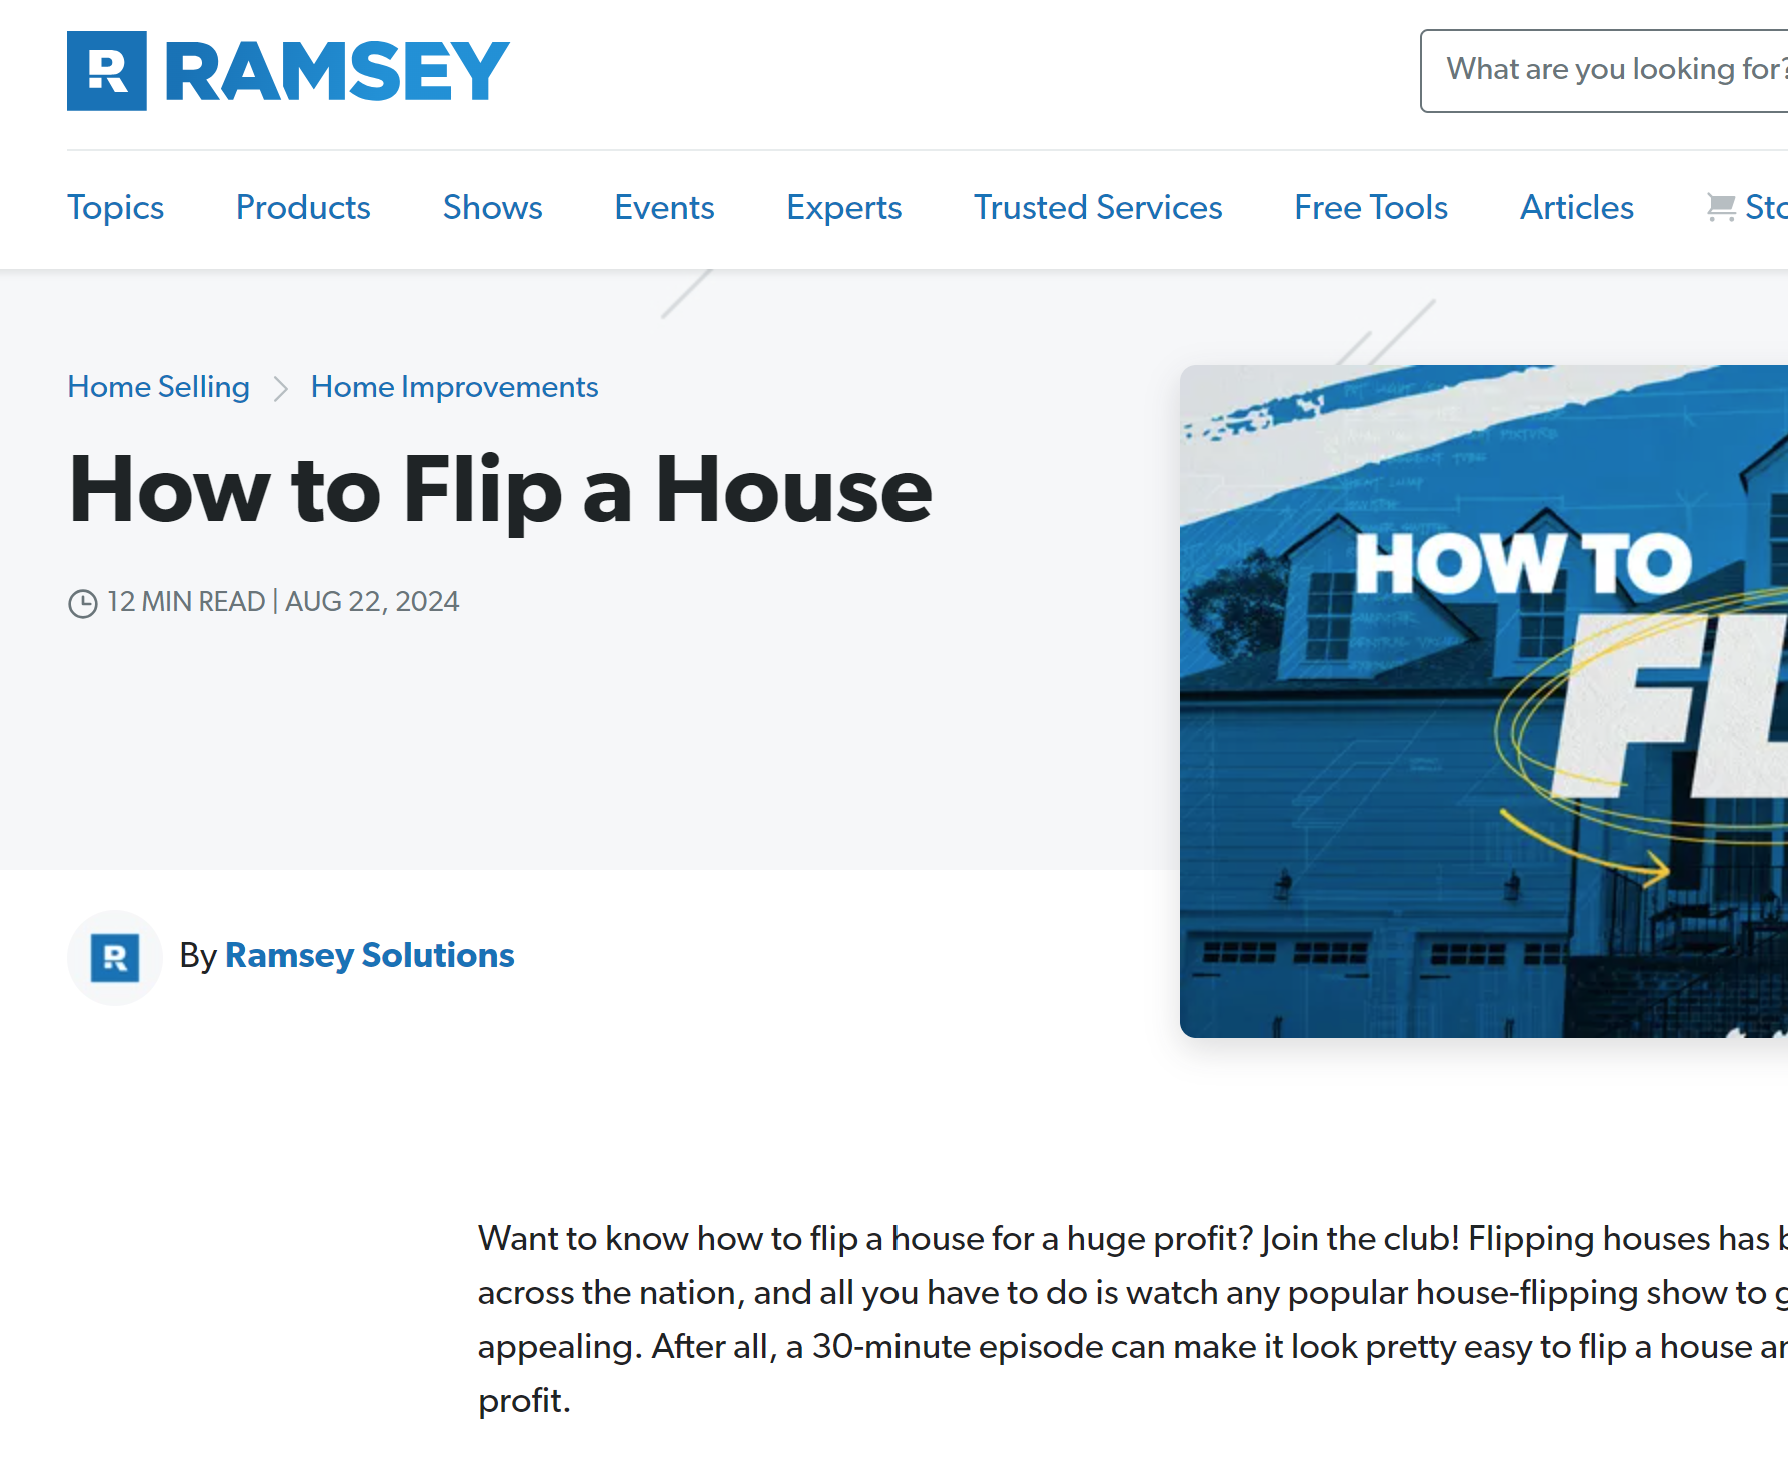 RAMSEY
What are you looking for?
Topics
Products
Shows
Events
Experts
Trusted Services
Free Tools
Articles
Home Selling
Home Improvements
How to Flip a House
12 MIN READ | AUG 22, 2024
HOW TO
FL
By Ramsey Solutions
Want to know how to flip a house for a huge profit? Join the club! Flipping houses has
across the nation, and all you have to do is watch any popular house-flipping show to
appealing. After all, a 30-minute episode can make it look pretty easy to flip a house
profit.